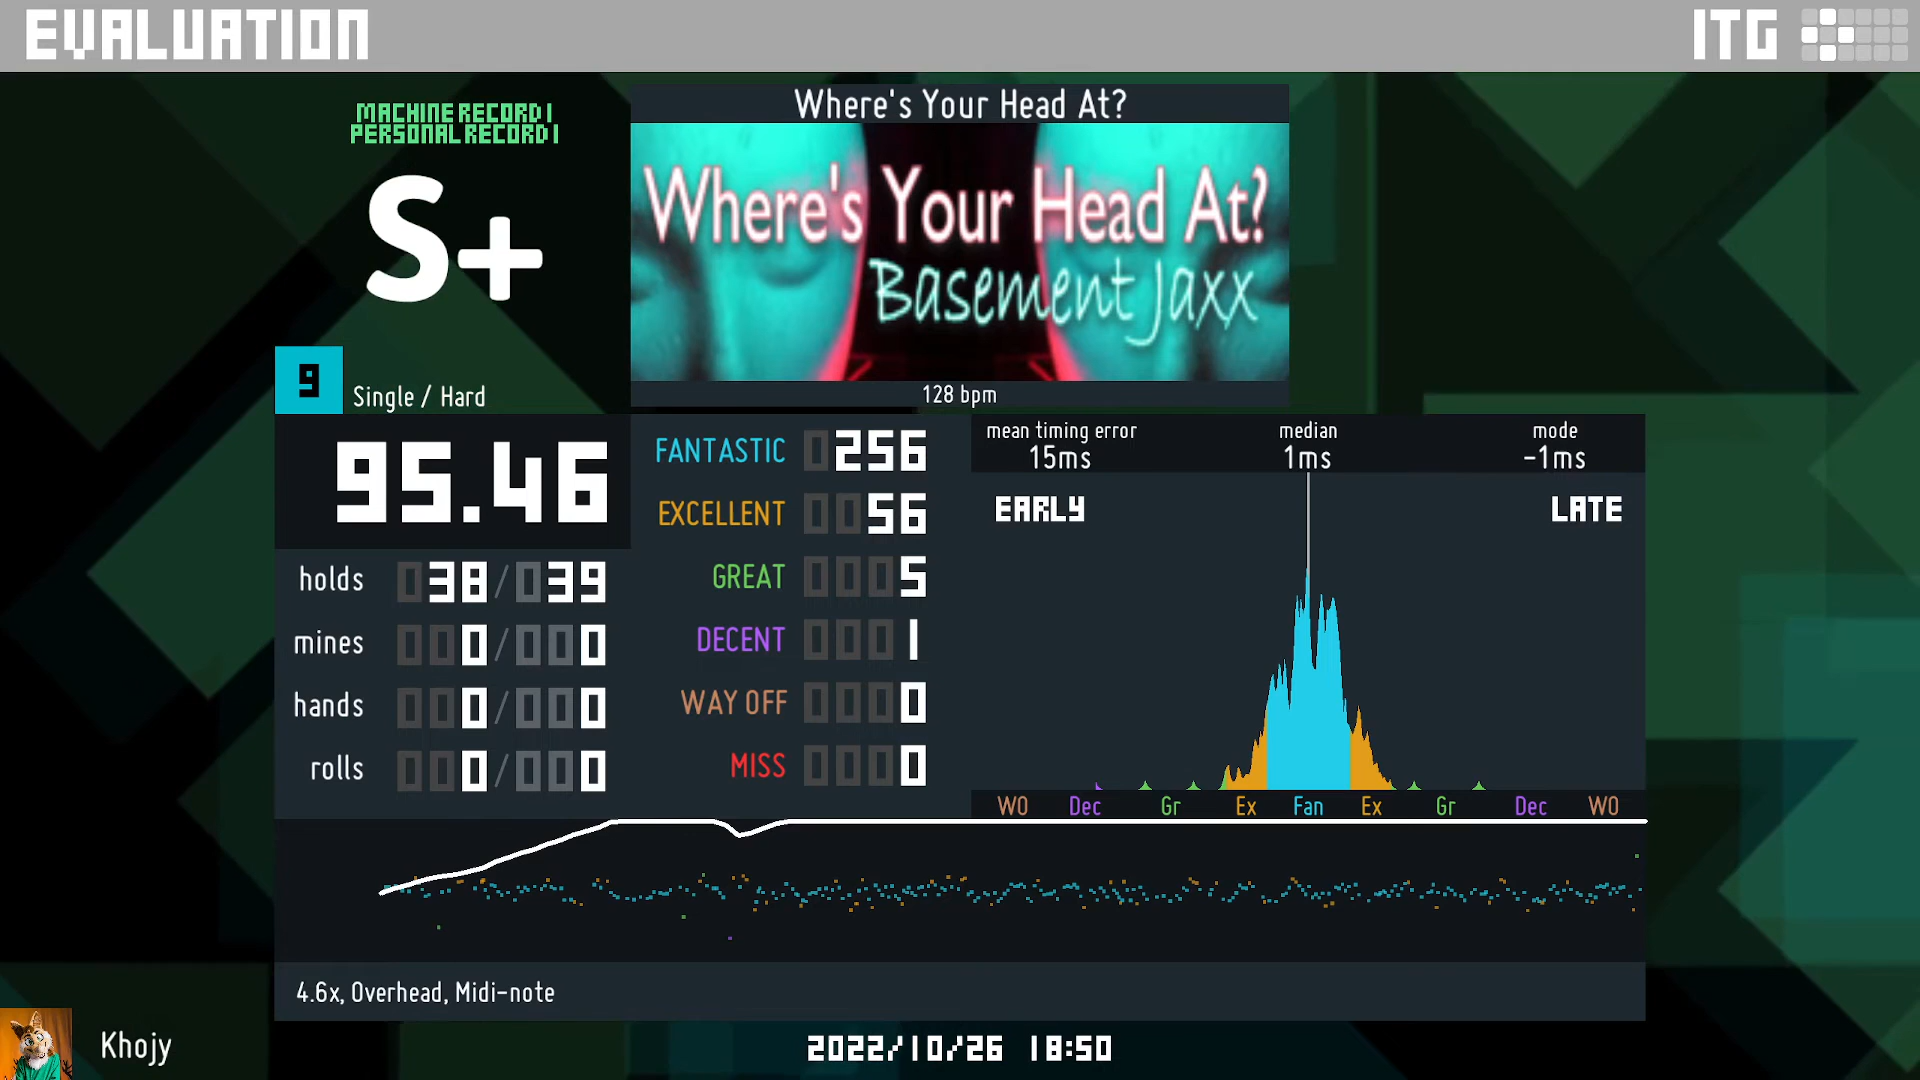 EVALUATION
ITG
MACHINE RECORD 1
PERSONAL RECORD 1
S+
Where's Your Head At?
Where's Your Head At?
Basement Jaxx
128 bpm
9
Single / Hard
95.46
holds 038/039
mines 000/000
hands 000/000
rolls 000/000
FANTASTIC 0256
EXCELLENT 0056
GREAT 0005
DECENT 0001
WAY OFF 0000
MISS 0000
mean timing error
15ms
median
1ms
mode
-1ms
EARLY
LATE
WO Dec Gr Ex Fan Ex Gr Dec WO
4.6x, Overhead, Midi-note
Khojy
2022/10/26 18:50